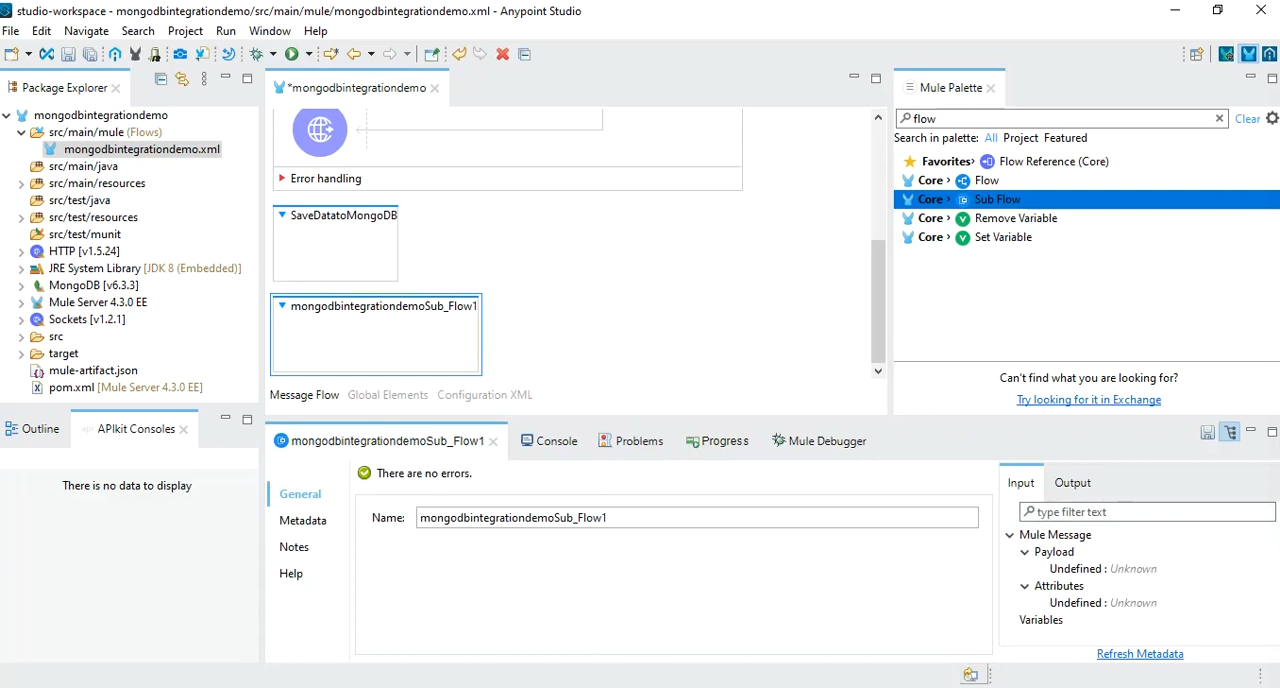 studio-workspace - mongodbintegrationdemo/src/main/mule/mongodbintegrationdemo.xml - Anypoint Studio
File Edit Navigate Search Project Run Window Help
Package Explorer
mongodbintegrationdemo
src/main/mule (Flows)
mongodbintegrationdemo.xml
src/main/java
src/main/resources
src/test/java
src/test/resources
src/test/munit
HTTP [v1.5.24]
JRE System Library [JDK 8 (Embedded)]
MongoDB [v6.3.3]
Mule Server 4.3.0 EE
Sockets [v1.2.1]
src
target
mule-artifact.json
pom.xml [Mule Server 4.3.0 EE]
*mongodbintegrationdemo
Error handling
SaveDatatoMongoDB
mongodbintegrationdemoSub_Flow1
Message Flow Global Elements Configuration XML
Mule Palette
flow
Clear
Search in palette: All Project Featured
Favorites› Flow Reference (Core)
Core › Flow
Core › Sub Flow
Core › Remove Variable
Core › Set Variable
Can't find what you are looking for?
Try looking for it in Exchange
Outline APIkit Consoles
There is no data to display
mongodbintegrationdemoSub_Flow1 Console Problems Progress Mule Debugger
There are no errors.
General
Metadata
Notes
Help
Name: mongodbintegrationdemoSub_Flow1
Input Output
type filter text
Mule Message
Payload
Undefined : Unknown
Attributes
Undefined : Unknown
Variables
Refresh Metadata